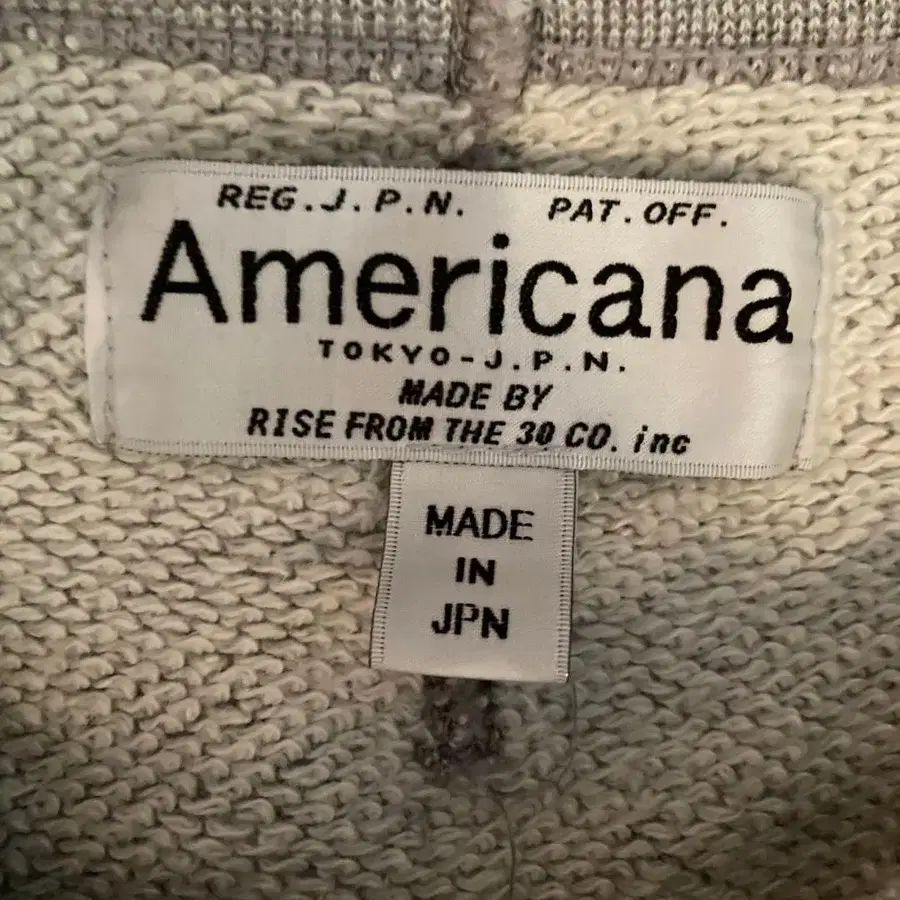 REG.J.P.N. PAT.OFF.
Americana
TOKYO-J.P.N.
MADE BY
RISE FROM THE 30 CO. inc
MADE
IN
JPN